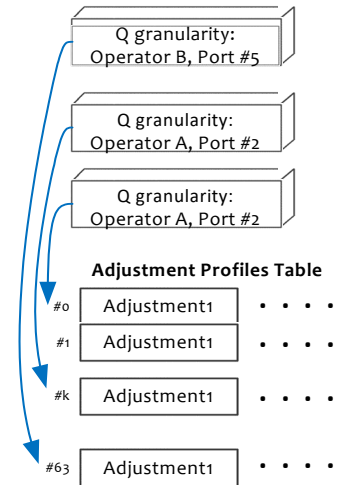 Q granularity:
Operator B, Port #5
Q granularity:
Operator A, Port #2
Q granularity:
Operator A, Port #2
Adjustment Profiles Table
#0 Adjustment1 . . . .
#1 Adjustment1 . . . .
#k Adjustment1 . . . .
#63 Adjustment1 . . . .